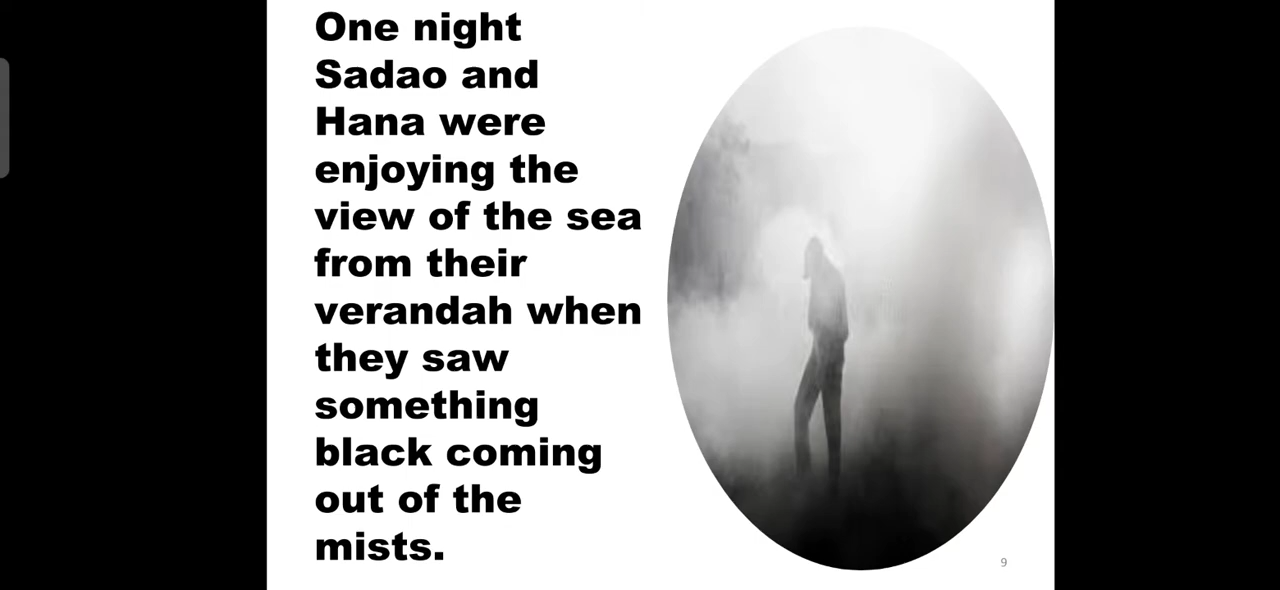 One night
Sadao and
Hana were
enjoying the
view of the sea
from their
verandah when
they saw
something
black coming
out of the
mists.
9